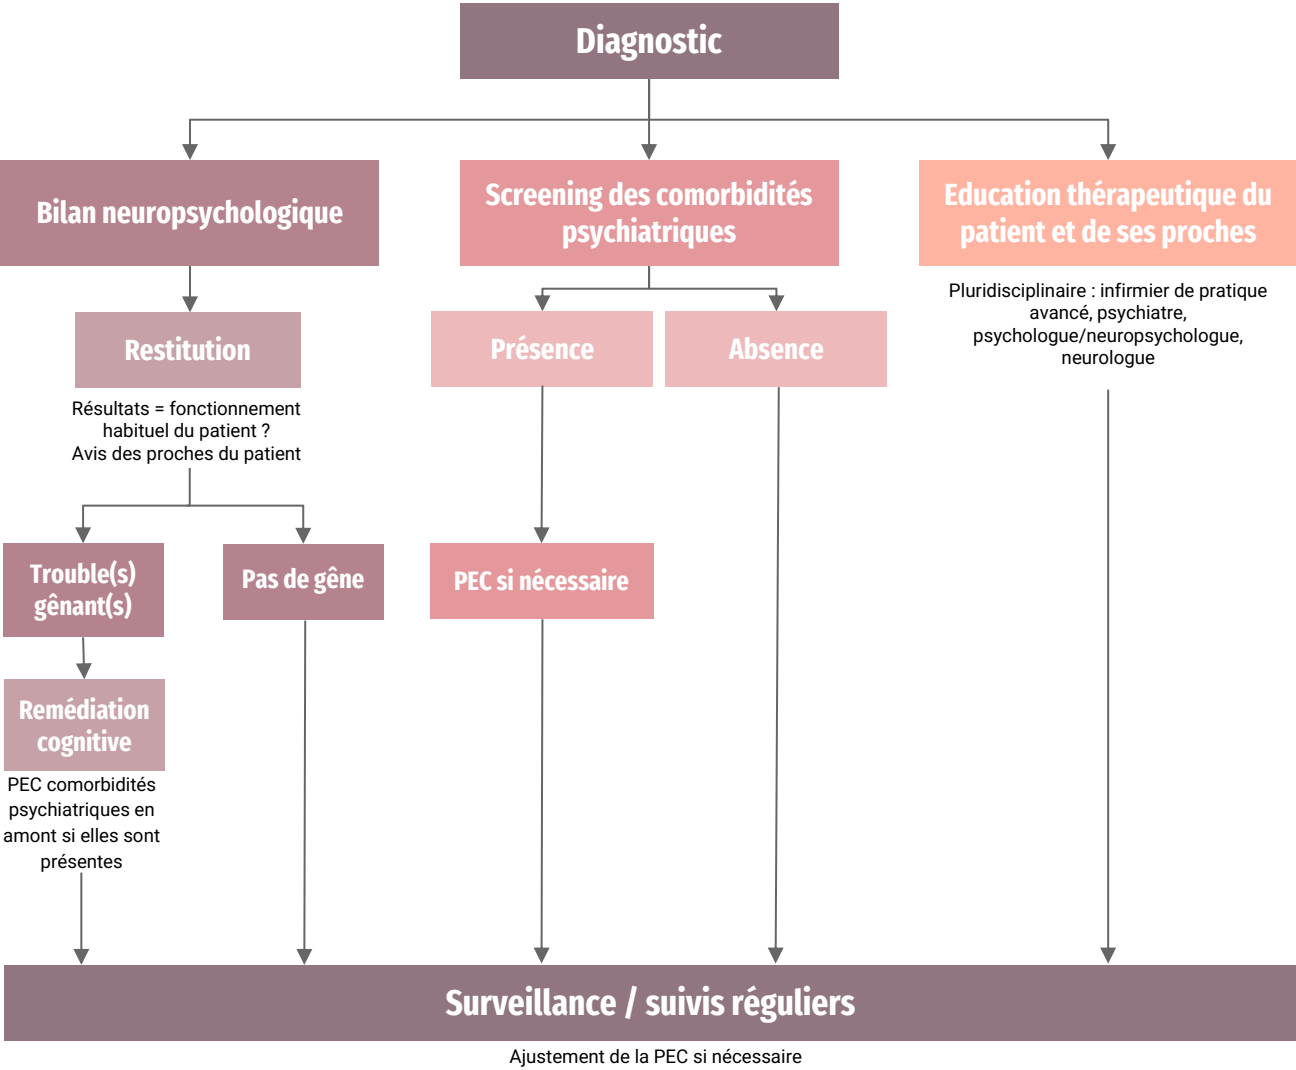 Diagnostic
Bilan neuropsychologique
Screening des comorbidités
psychiatriques
Education thérapeutique du
patient et de ses proches
Pluridisciplinaire : infirmier de pratique
avancé, psychiatre,
psychologue/neuropsychologue,
neurologue
Restitution
Résultats = fonctionnement
habituel du patient ?
Avis des proches du patient
Présence
Absence
Trouble(s)
gênant(s)
Pas de gêne
PEC si nécessaire
Remédiation
cognitive
PEC comorbidités
psychiatriques en
amont si elles sont
présentes
Surveillance / suivis réguliers
Ajustement de la PEC si nécessaire